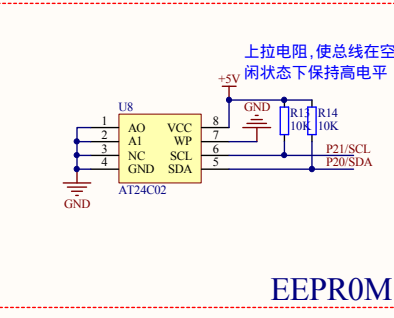 上拉电阻,使总线在空
闲状态下保持高电平
+5V
U8
GND
R13
R14
10K
10K
1
AO
VCC
8
2
A1
WP
7
3
NC
SCL
6
P21/SCL
4
GND
SDA
5
P20/SDA
AT24C02
GND
EEPR0M